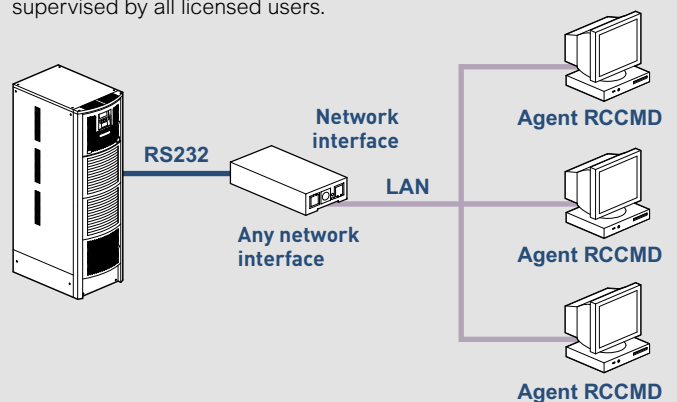 supervised by all licensed users.
RS232
Network
interface
Any network
interface
LAN
Agent RCCMD
Agent RCCMD
Agent RCCMD